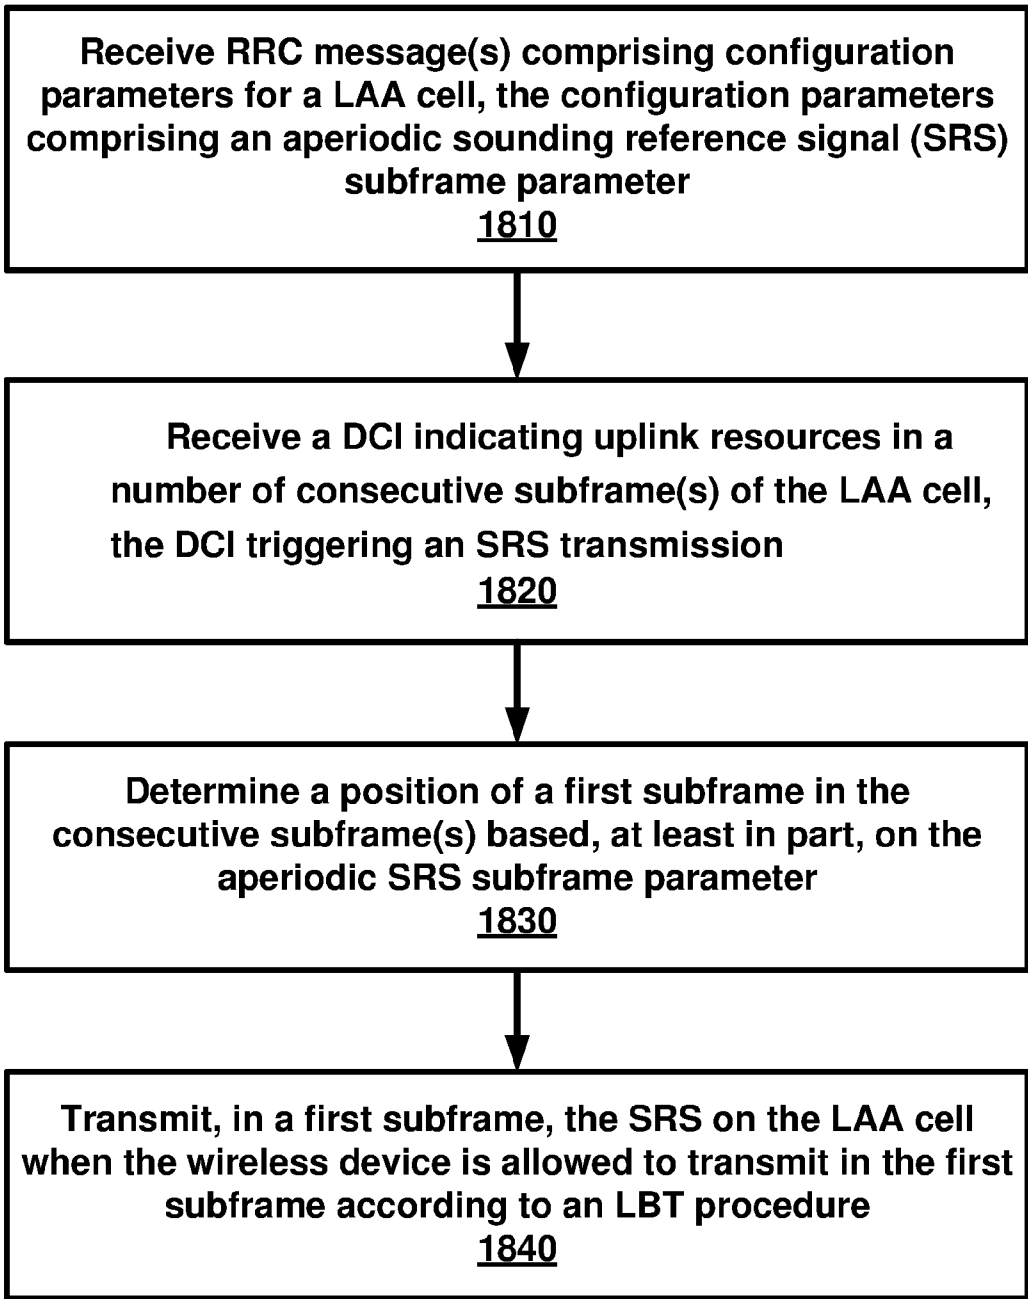 Receive RRC message(s) comprising configuration
parameters for a LAA cell, the configuration parameters
comprising an aperiodic sounding reference signal (SRS)
subframe parameter
1810
Receive a DCI indicating uplink resources in a
number of consecutive subframe(s) of the LAA cell,
the DCI triggering an SRS transmission
1820
Determine a position of a first subframe in the
consecutive subframe(s) based, at least in part, on the
aperiodic SRS subframe parameter
1830
Transmit, in a first subframe, the SRS on the LAA cell
when the wireless device is allowed to transmit in the first
subframe according to an LBT procedure
1840